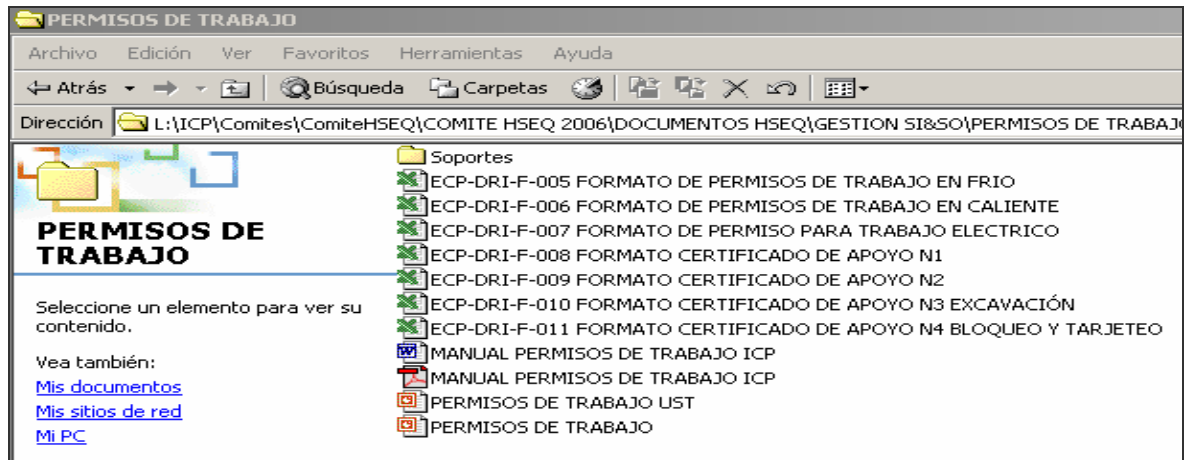 PERMISOS DE TRABAJO
Archivo Edición Ver Favoritos Herramientas Ayuda
Atrás Búsqueda Carpetas
Dirección L:\ICP\Comites\ComiteHSEQ\COMITE HSEQ 2006\DOCUMENTOS HSEQ\GESTION SI&SO\PERMISOS DE TRABAJ
PERMISOS DE
TRABAJO
Seleccione un elemento para ver su
contenido.
Vea también:
Mis documentos
Mis sitios de red
Mi PC
Soportes
ECP-DRI-F-005 FORMATO DE PERMISOS DE TRABAJO EN FRIO
ECP-DRI-F-006 FORMATO DE PERMISOS DE TRABAJO EN CALIENTE
ECP-DRI-F-007 FORMATO DE PERMISO PARA TRABAJO ELECTRICO
ECP-DRI-F-008 FORMATO CERTIFICADO DE APOYO N1
ECP-DRI-F-009 FORMATO CERTIFICADO DE APOYO N2
ECP-DRI-F-010 FORMATO CERTIFICADO DE APOYO N3 EXCAVACIÓN
ECP-DRI-F-011 FORMATO CERTIFICADO DE APOYO N4 BLOQUEO Y TARJETEO
MANUAL PERMISOS DE TRABAJO ICP
MANUAL PERMISOS DE TRABAJO ICP
PERMISOS DE TRABAJO UST
PERMISOS DE TRABAJO